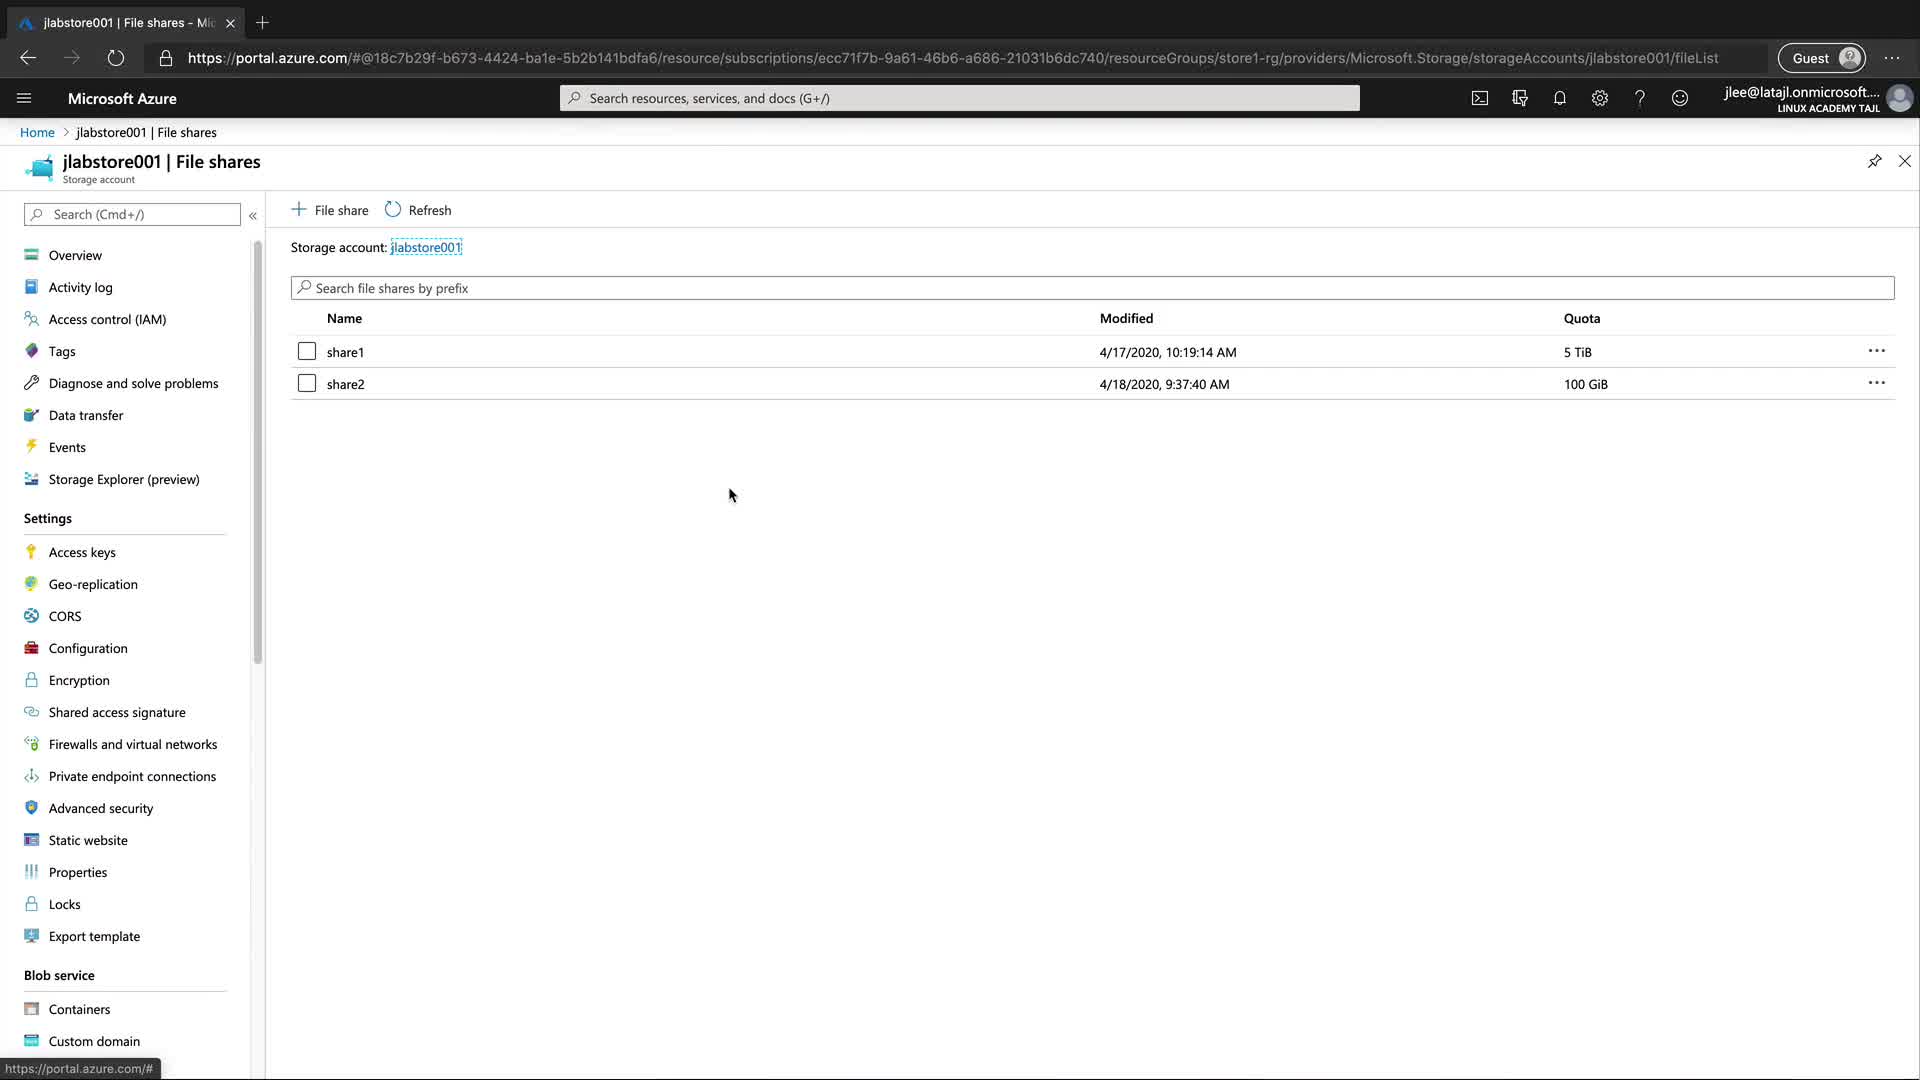 jlabstore001 | File shares - Mic
https://portal.azure.com/#@18c7b29f-b673-4424-ba1e-5b2b141bdfa6/resource/subscriptions/ecc71f7b-9a61-46b6-a686-21031b6dc740/resourceGroups/store1-rg/providers/Microsoft.Storage/storageAccounts/jlabstore001/fileList
Guest
Microsoft Azure
Search resources, services, and docs (G+/)
jlee@latajl.onmicrosoft....
LINUX ACADEMY TAJL
Home > jlabstore001 | File shares
jlabstore001 | File shares
Storage account
Search (Cmd+/)
«
Overview
Activity log
Access control (IAM)
Tags
Diagnose and solve problems
Data transfer
Events
Storage Explorer (preview)
Settings
Access keys
Geo-replication
CORS
Configuration
Encryption
Shared access signature
Firewalls and virtual networks
Private endpoint connections
Advanced security
Static website
Properties
Locks
Export template
Blob service
Containers
Custom domain
https://portal.azure.com/#
+ File share
Refresh
Storage account: jlabstore001
Search file shares by prefix
Name Modified Quota
share1 4/17/2020, 10:19:14 AM 5 TiB
share2 4/18/2020, 9:37:40 AM 100 GiB